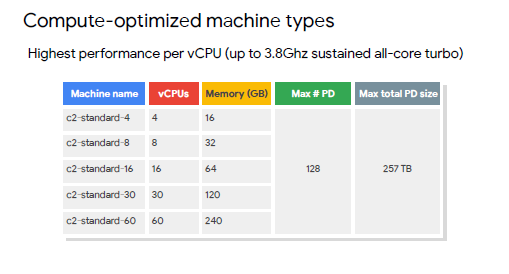 Compute-optimized machine types
Highest performance per vCPU (up to 3.8Ghz sustained all-core turbo)
Machine name vCPUs Memory (GB) Max # PD Max total PD size
c2-standard-4 4 16
c2-standard-8 8 32
c2-standard-16 16 64 128 257 TB
c2-standard-30 30 120
c2-standard-60 60 240